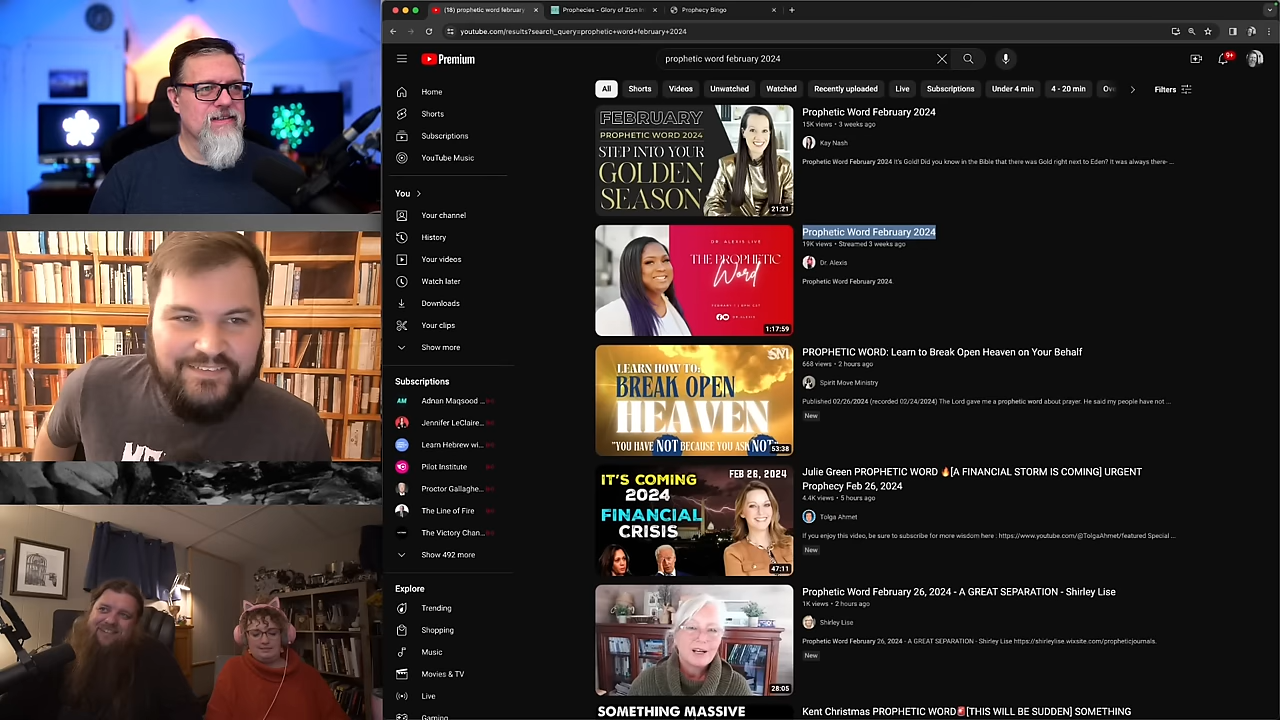 (18) prophetic word february
Prophecies - Glory of Zion In
Prophecy Bingo
youtube.com/results?search_query=prophetic+word+february+2024
Premium
prophetic word february 2024
9+
All
Shorts
Videos
Unwatched
Watched
Recently uploaded
Live
Subscriptions
Under 4 min
4 - 20 min
Filters
Home
Shorts
Subscriptions
YouTube Music
You
Your channel
History
Your videos
Watch later
Downloads
Your clips
Show more
Subscriptions
Adnan Maqsood ...
Jennifer LeClaire...
Learn Hebrew wi...
Pilot Institute
Proctor Gallaghe...
The Line of Fire
The Victory Chan...
Show 492 more
Explore
Trending
Shopping
Music
Movies & TV
Live
Gaming
FEBRUARY
PROPHETIC WORD 2024
STEP INTO YOUR
GOLDEN
SEASON
21:21
Prophetic Word February 2024
15K views • 3 weeks ago
Kay Nash
Prophetic Word February 2024 It's Gold! Did you know in the Bible that there was Gold right next to Eden? It was always there- ...
DR. ALEXIS LIVE
THE PROPHETIC
Word
DR ALEXIS
1:17:59
Prophetic Word February 2024
19K views • Streamed 3 weeks ago
Dr. Alexis
Prophetic Word February 2024.
SM
LEARN HOW TO:
BREAK OPEN
HEAVEN
"YOU HAVE NOT BECAUSE YOU ASK NOT"
53:38
PROPHETIC WORD: Learn to Break Open Heaven on Your Behalf
668 views • 2 hours ago
Spirit Move Ministry
Published 02/26/2024 (recorded 02/24/2024) The Lord gave me a prophetic word about prayer. He said my people have not ...
New
IT'S COMING
2024
FINANCIAL
CRISIS
FEB 26, 2024
47:11
Julie Green PROPHETIC WORD 🔥[A FINANCIAL STORM IS COMING] URGENT
Prophecy Feb 26, 2024
4.4K views • 5 hours ago
Tolga Ahmet
If you enjoy this video, be sure to subscribe for more wisdom here : https://www.youtube.com/@TolgaAhmet/featured Special ...
New
28:05
Prophetic Word February 26, 2024 - A GREAT SEPARATION - Shirley Lise
1K views • 2 hours ago
Shirley Lise
Prophetic Word February 26, 2024 - A GREAT SEPARATION - Shirley Lise https://shirleylise.wixsite.com/propheticjournals.
New
SOMETHING MASSIVE
Kent Christmas PROPHETIC WORD🚨[THIS WILL BE SUDDEN] SOMETHING